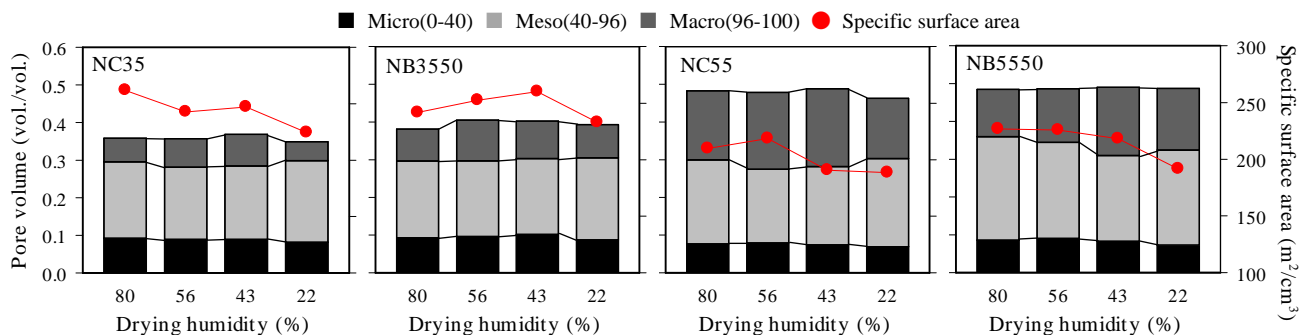 Micro(0-40) Meso(40-96) Macro(96-100) Specific surface area
NC35
NB3550
NC55
NB5550
Pore volume (vol./vol.)
0.6
0.5
0.4
0.3
0.2
0.1
0.0
300
250
200
150
100
Specific surface area (m²/cm³)
80 56 43 22
80 56 43 22
80 56 43 22
80 56 43 22
Drying humidity (%)
Drying humidity (%)
Drying humidity (%)
Drying humidity (%)